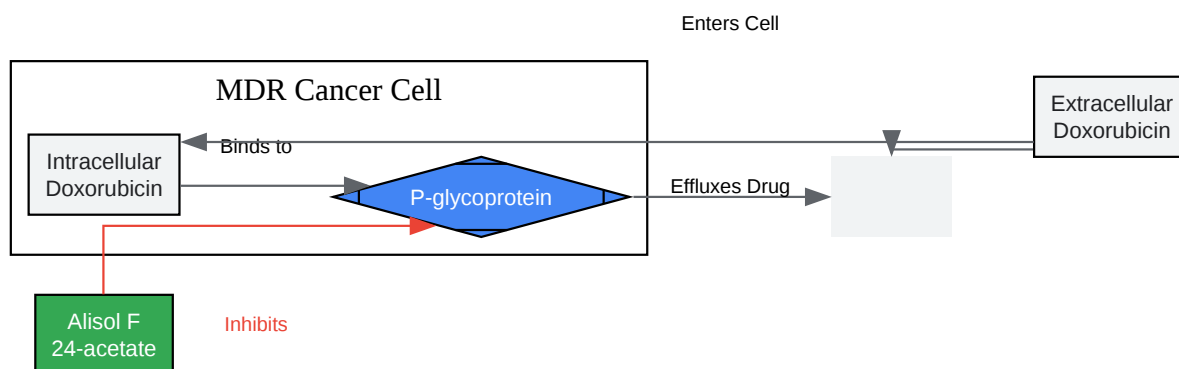 Enters Cell
MDR Cancer Cell
Extracellular
Doxorubicin
Binds to
Intracellular
Doxorubicin
P-glycoprotein
Effluxes Drug
Alisol F
24-acetate
Inhibits